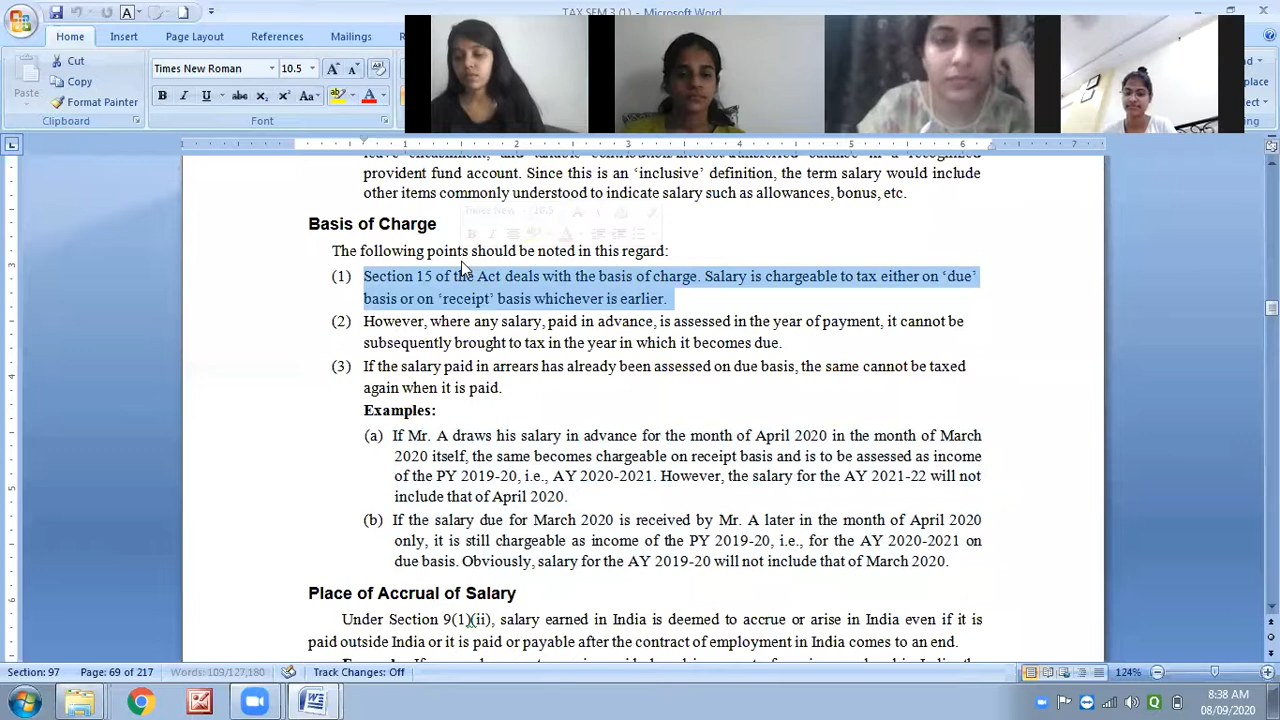 TAX SEM 3 (1) - Microsoft Word
Home Insert Page Layout References Mailings
Cut
Copy
Format Painter
Paste
Clipboard
Times New Roman 10.5
Font
leave encashment, and taxable contribution/interest/transferred balance in a recognized
provident fund account. Since this is an ‘inclusive’ definition, the term salary would include
other items commonly understood to indicate salary such as allowances, bonus, etc.
Basis of Charge
The following points should be noted in this regard:
(1) Section 15 of the Act deals with the basis of charge. Salary is chargeable to tax either on ‘due’
basis or on ‘receipt’ basis whichever is earlier.
(2) However, where any salary, paid in advance, is assessed in the year of payment, it cannot be
subsequently brought to tax in the year in which it becomes due.
(3) If the salary paid in arrears has already been assessed on due basis, the same cannot be taxed
again when it is paid.
Examples:
(a) If Mr. A draws his salary in advance for the month of April 2020 in the month of March
2020 itself, the same becomes chargeable on receipt basis and is to be assessed as income
of the PY 2019-20, i.e., AY 2020-2021. However, the salary for the AY 2021-22 will not
include that of April 2020.
(b) If the salary due for March 2020 is received by Mr. A later in the month of April 2020
only, it is still chargeable as income of the PY 2019-20, i.e., for the AY 2020-2021 on
due basis. Obviously, salary for the AY 2019-20 will not include that of March 2020.
Place of Accrual of Salary
Under Section 9(1)(ii), salary earned in India is deemed to accrue or arise in India even if it is
paid outside India or it is paid or payable after the contract of employment in India comes to an end.
Section: 97 Page: 69 of 217 Words: 109/127,180 Track Changes: Off 124%
8:38 AM
08/09/2020